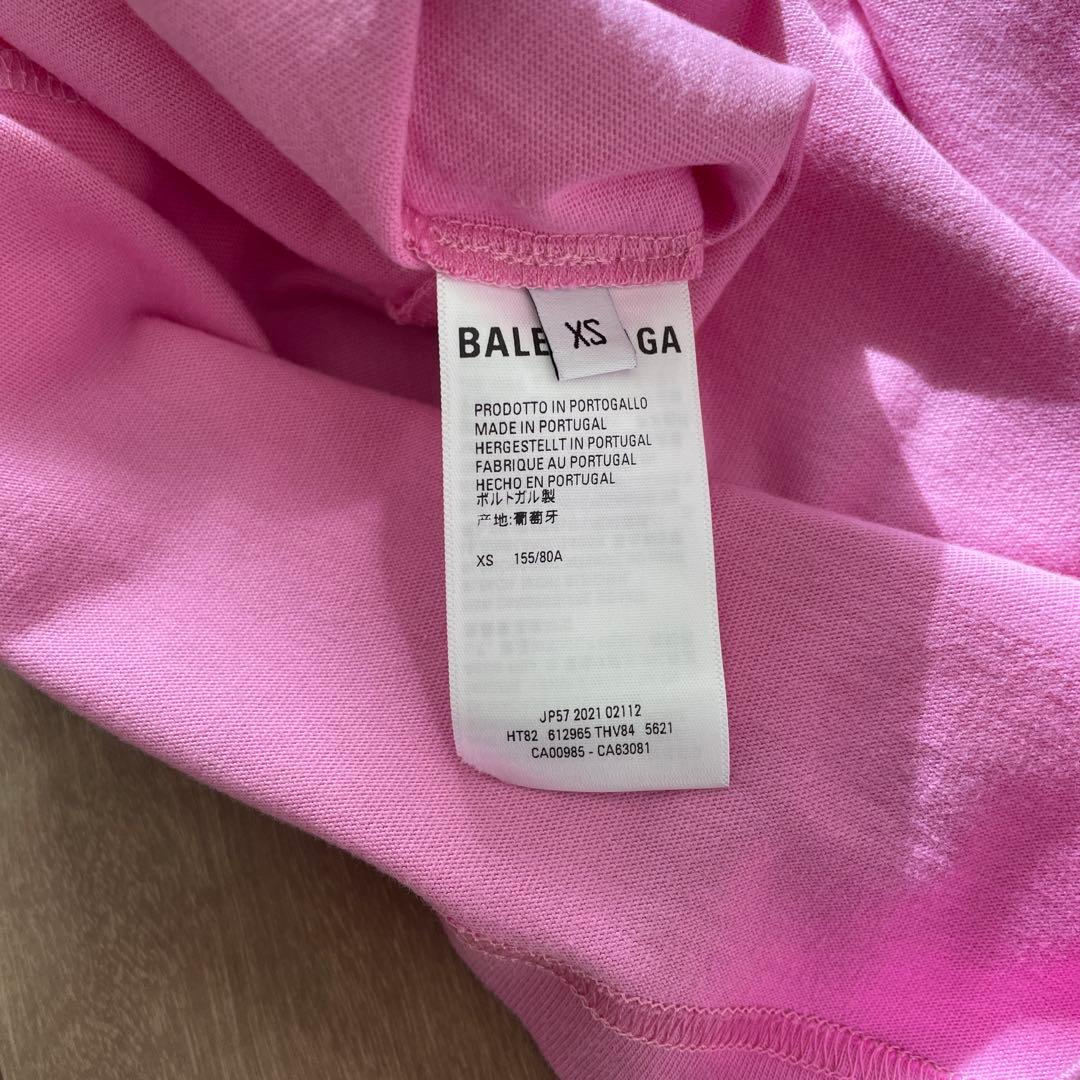 XS
BALE GA
PRODOTTO IN PORTOGALLO
MADE IN PORTUGAL
HERGESTELLT IN PORTUGAL
FABRIQUE AU PORTUGAL
HECHO EN PORTUGAL
ポルトガル製
产地:葡萄牙
XS 155/80A
JP57 2021 02112
HT82 612965 THV84 5621
CA00985 - CA63081